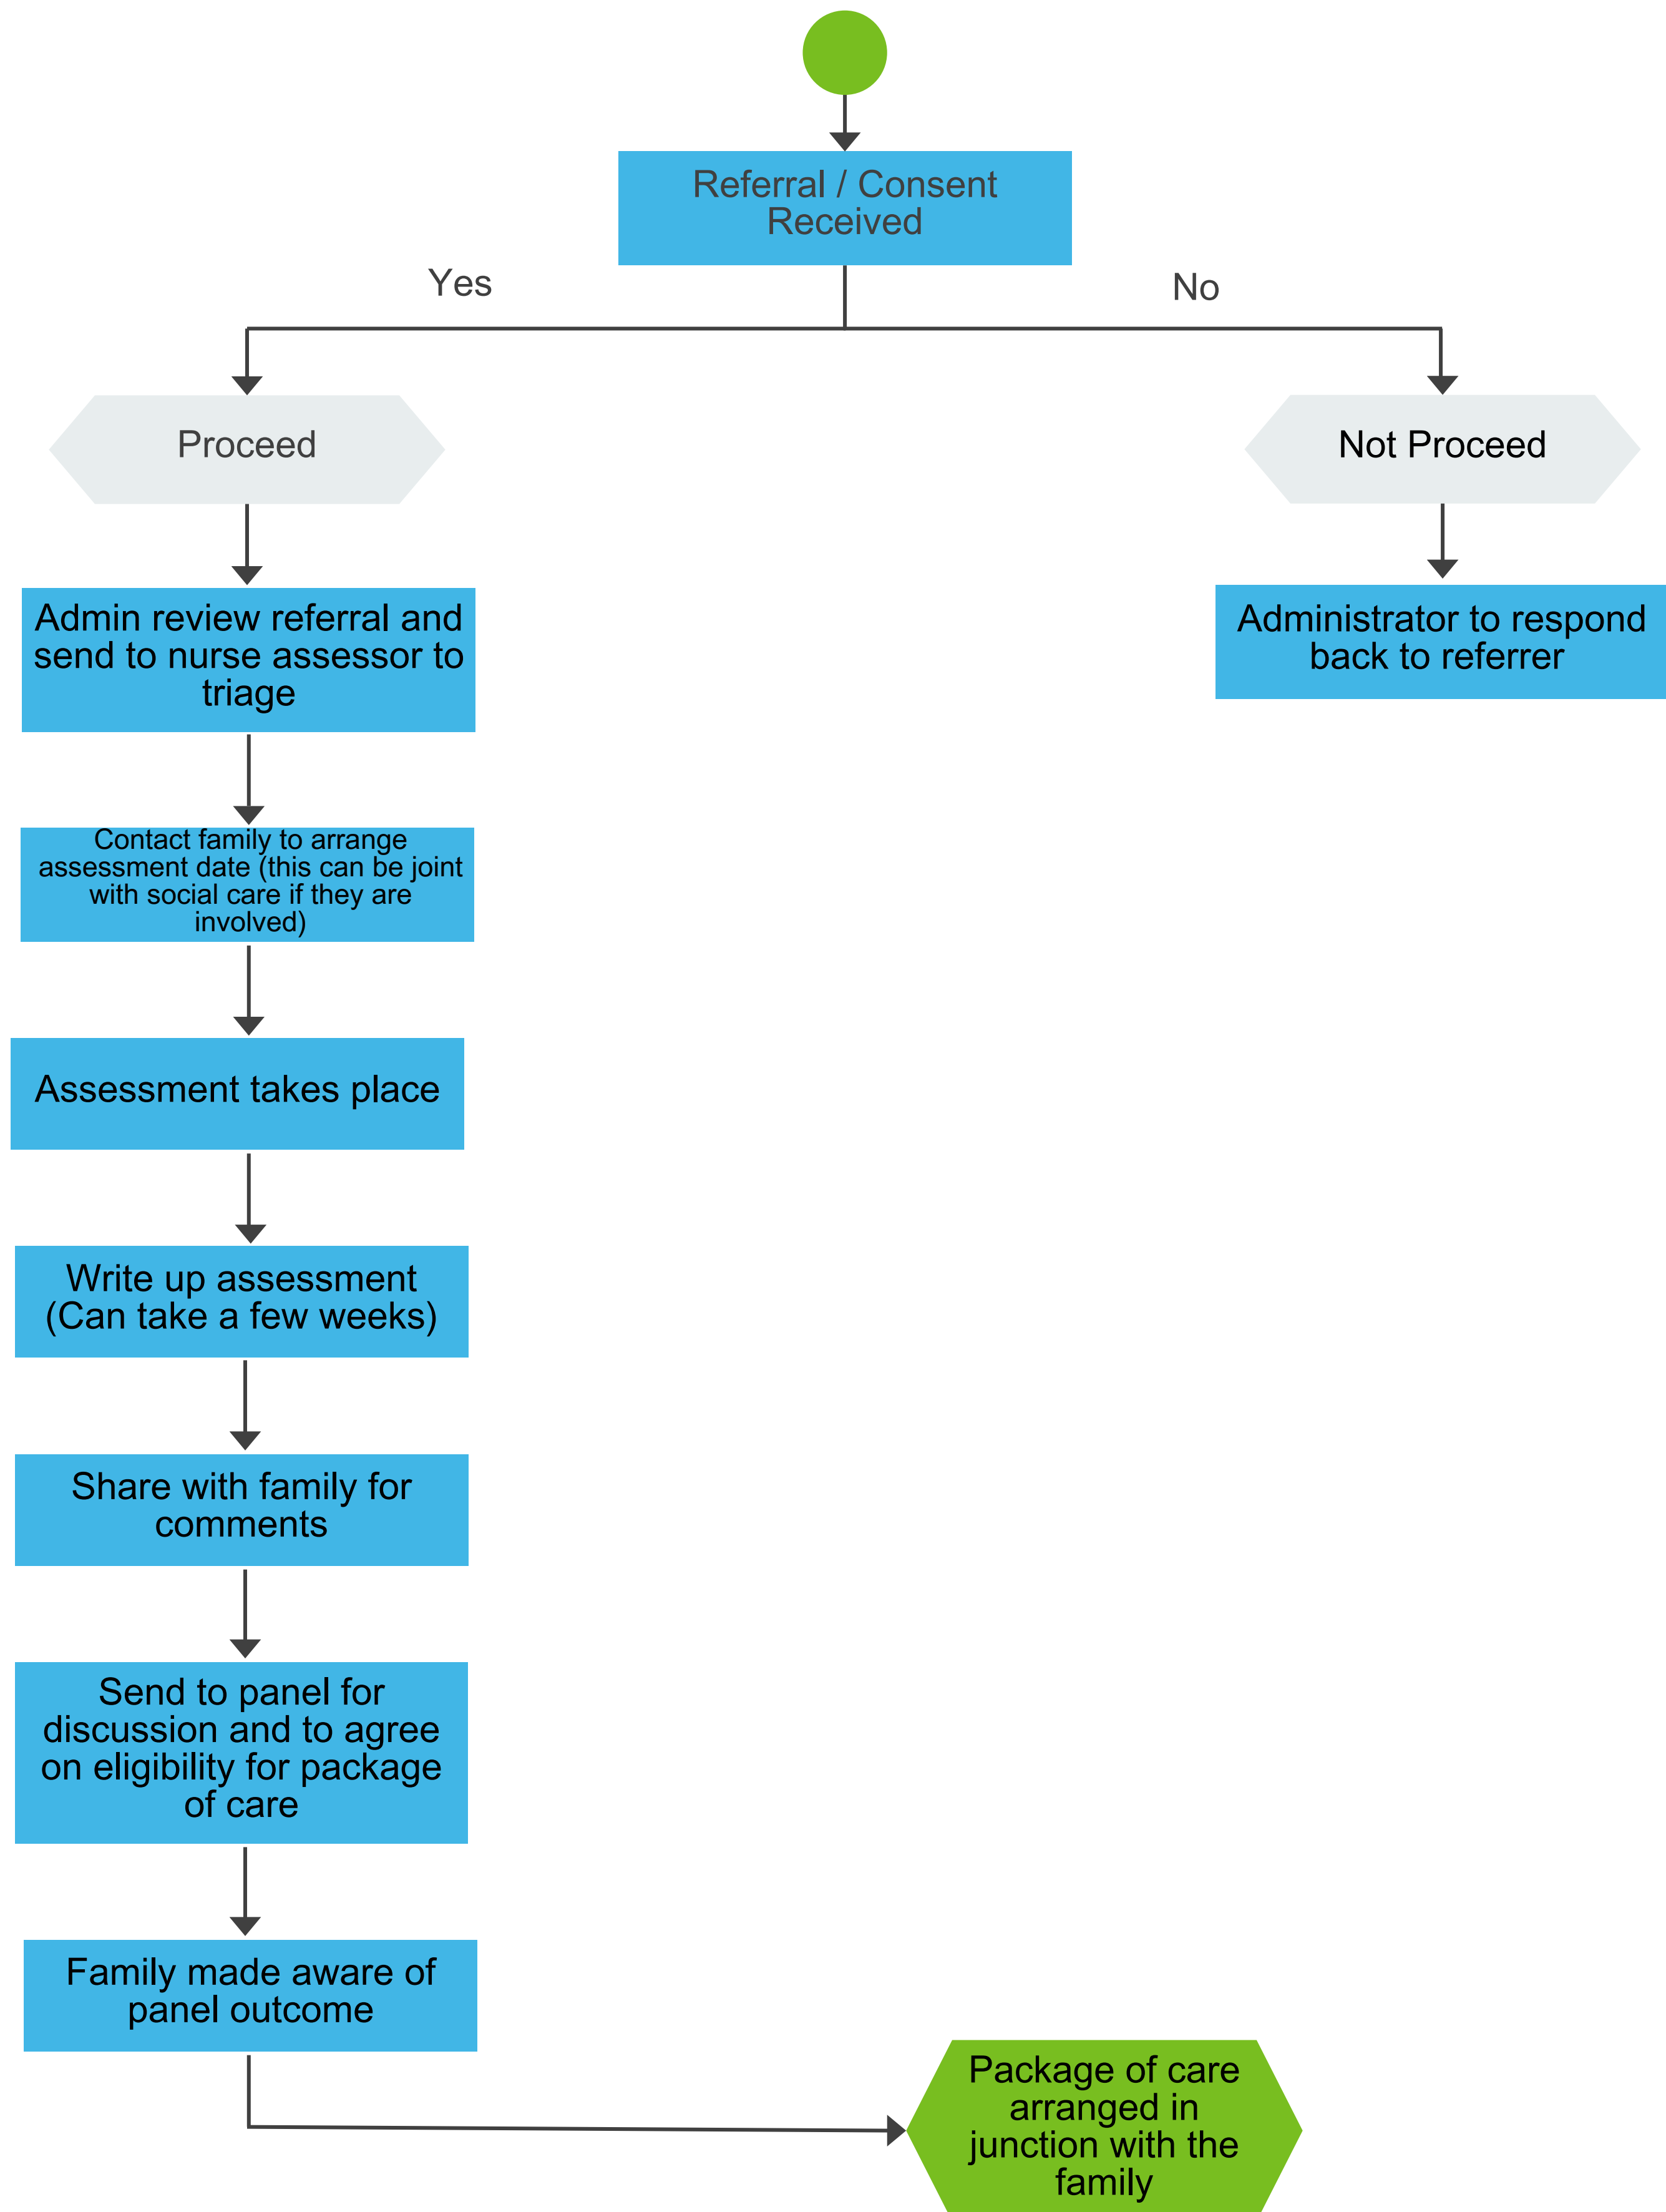 Referral / Consent
Received
Yes
No
Proceed
Not Proceed
Admin review referral and
send to nurse assessor to
triage
Administrator to respond
back to referrer
Contact family to arrange
assessment date (this can be joint
with social care if they are
involved)
Assessment takes place
Write up assessment
(Can take a few weeks)
Share with family for
comments
Send to panel for
discussion and to agree
on eligibility for package
of care
Family made aware of
panel outcome
Package of care
arranged in
junction with the
family